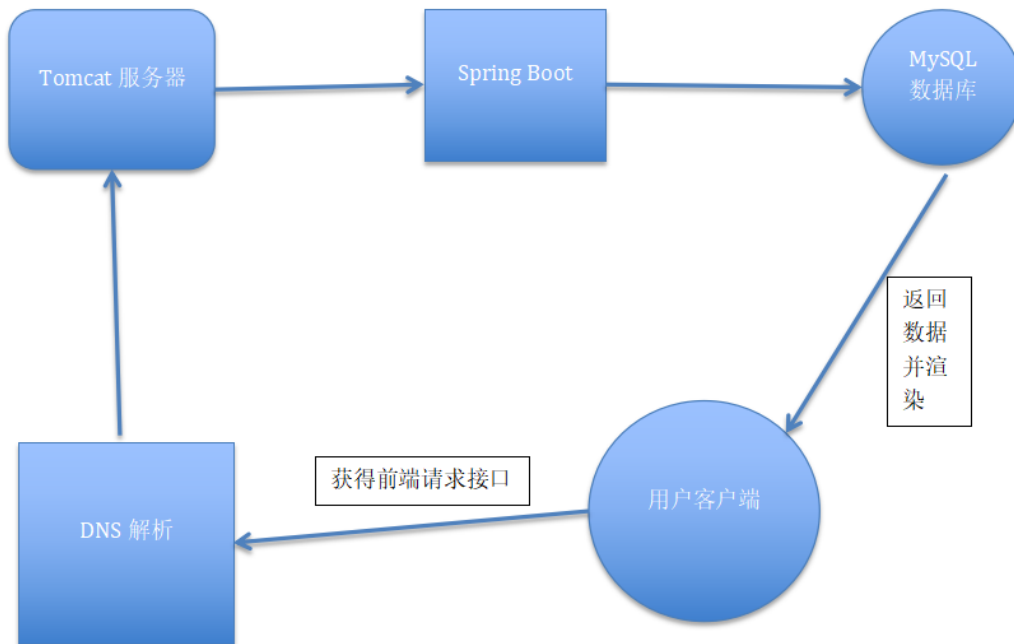 Tomcat 服务器
Spring Boot
MySQL
数据库
返回
数据
并渲
染
获得前端请求接口
用户客户端
DNS 解析